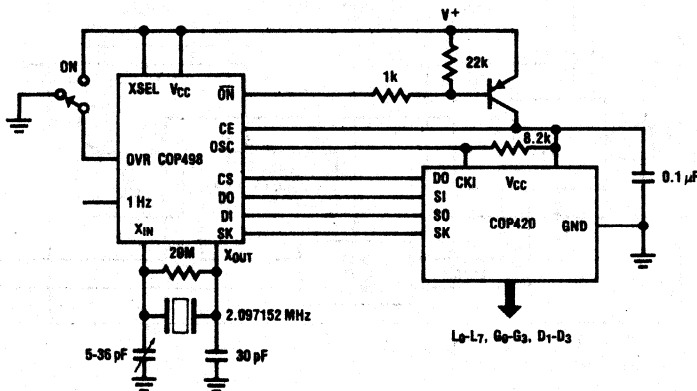 V+
ON
22k
1k
XSEL
VCC
ON
CE
8.2k
OSC
OVR
COP498
DO
CKI
VCC
0.1 µF
CS
DO
SI
1 Hz
DI
SO
COP420
GND
XIN
SK
SK
XOUT
20M
2.097152 MHz
L0-L7, G0-G3, D1-D3
5-36 pF
30 pF